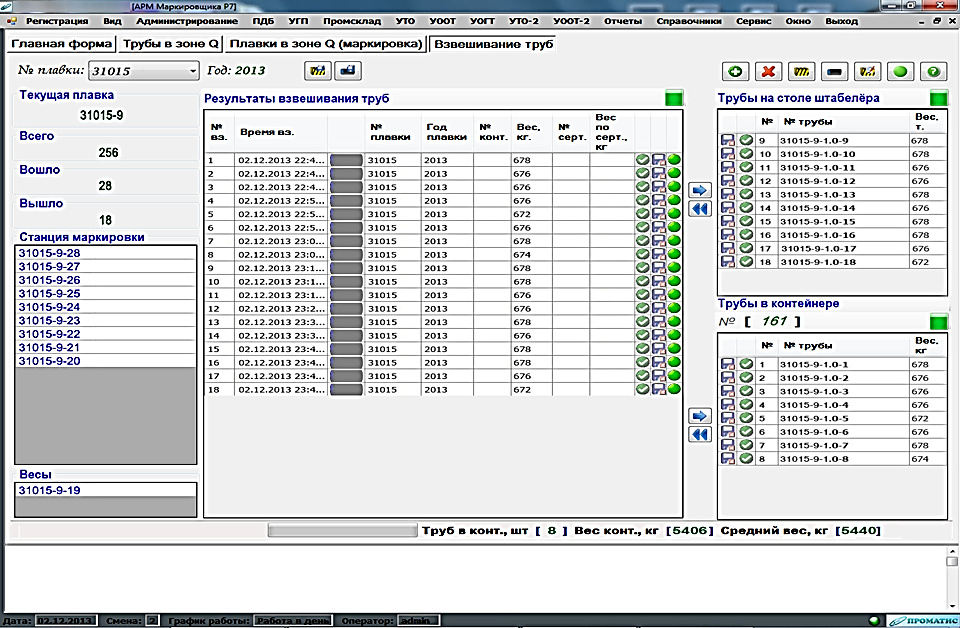 [АРМ Маркировщика Р7]
Регистрация Вид Администрирование ПДБ УГП Промсклад УТО УООТ УОГТ УТО-2 УООТ-2 Отчеты Справочники Сервис Окно Выход
Главная форма Трубы в зоне Q Плавки в зоне Q (маркировка) Взвешивание труб
№ плавки: 31015 Год: 2013
Текущая плавка
31015-9
Всего
256
Вошло
28
Вышло
18
Станция маркировки
31015-9-28
31015-9-27
31015-9-26
31015-9-25
31015-9-24
31015-9-23
31015-9-22
31015-9-21
31015-9-20
Весы
31015-9-19
Результаты взвешивания труб
№ вз. Время вз. № плавки Год плавки № конт. Вес, кг. № серт. Вес по серт., кг
1 02.12.2013 22:4... 31015 2013 678
2 02.12.2013 22:4... 31015 2013 676
3 02.12.2013 22:4... 31015 2013 676
4 02.12.2013 22:5... 31015 2013 676
5 02.12.2013 22:5... 31015 2013 672
6 02.12.2013 22:5... 31015 2013 676
7 02.12.2013 23:0... 31015 2013 678
8 02.12.2013 23:0... 31015 2013 674
9 02.12.2013 23:1... 31015 2013 678
10 02.12.2013 23:1... 31015 2013 678
11 02.12.2013 23:1... 31015 2013 676
12 02.12.2013 23:2... 31015 2013 676
13 02.12.2013 23:3... 31015 2013 678
14 02.12.2013 23:3... 31015 2013 676
15 02.12.2013 23:4... 31015 2013 678
16 02.12.2013 23:4... 31015 2013 678
17 02.12.2013 23:4... 31015 2013 676
18 02.12.2013 23:4... 31015 2013 672
Трубы на столе штабелёра
№ № трубы Вес, т.
9 31015-9-1.0-9 678
10 31015-9-1.0-10 678
11 31015-9-1.0-11 676
12 31015-9-1.0-12 676
13 31015-9-1.0-13 678
14 31015-9-1.0-14 676
15 31015-9-1.0-15 678
16 31015-9-1.0-16 678
17 31015-9-1.0-17 676
18 31015-9-1.0-18 672
Трубы в контейнере
№ [ 161 ]
№ № трубы Вес, кг
1 31015-9-1.0-1 678
2 31015-9-1.0-2 676
3 31015-9-1.0-3 676
4 31015-9-1.0-4 676
5 31015-9-1.0-5 672
6 31015-9-1.0-6 676
7 31015-9-1.0-7 678
8 31015-9-1.0-8 674
Труб в конт., шт [ 8 ] Вес конт., кг [5406] Средний вес, кг [5440]
Дата: 02.12.2013 Смена: 2 График работы: Работа в день Оператор: admin ПРОМАТИС